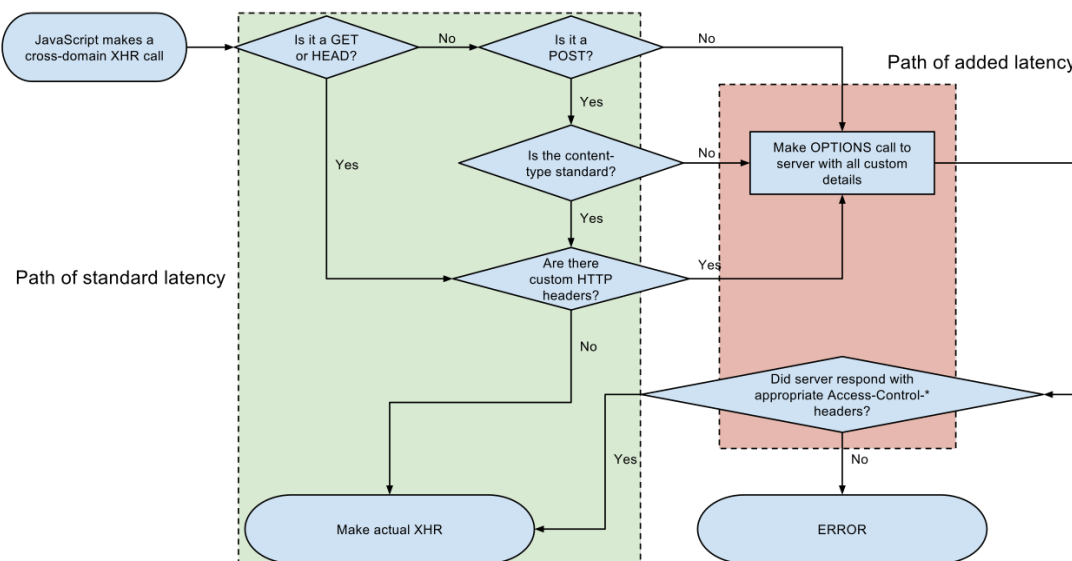 JavaScript makes a
cross-domain XHR call
Is it a GET
or HEAD?
No
Is it a
POST?
No
Path of added latency
Yes
Is the content-
type standard?
No
Make OPTIONS call to
server with all custom
details
Yes
Yes
Path of standard latency
Are there
custom HTTP
headers?
Yes
No
Did server respond with
appropriate Access-Control-*
headers?
Yes
No
Make actual XHR
ERROR